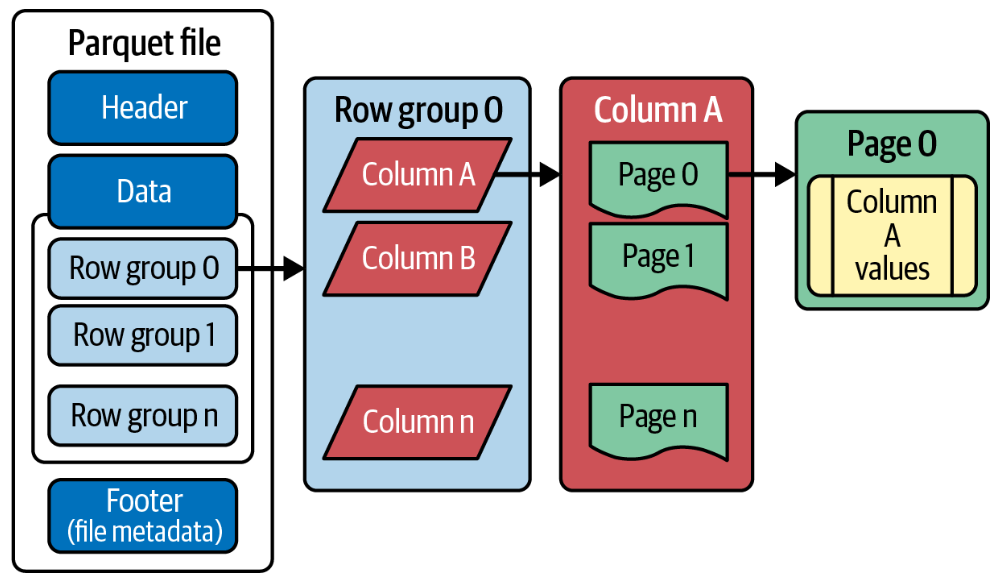 Parquet file
Header
Data
Row group 0
Row group 1
Row group n
Footer
(file metadata)
Row group 0
Column A
Column B
Column n
Column A
Page 0
Page 1
Page n
Page 0
Column
A
values